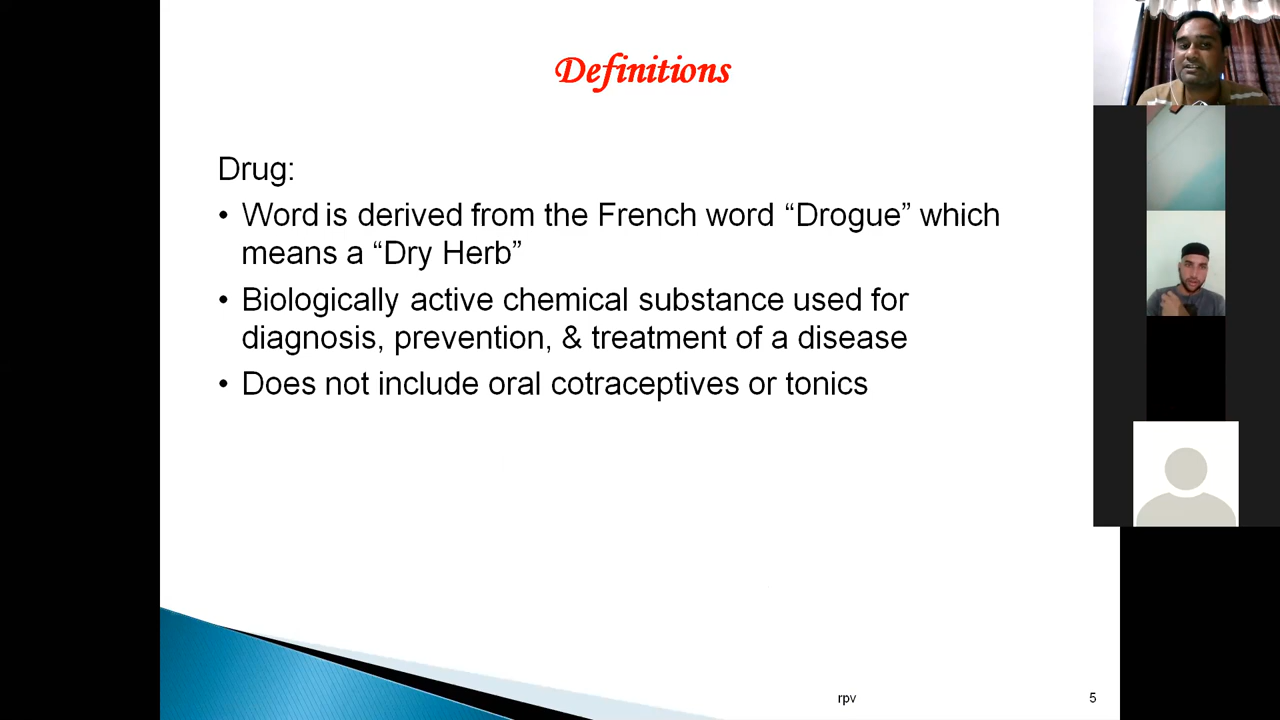 Definitions
Drug:
• Word is derived from the French word “Drogue” which
means a “Dry Herb”
• Biologically active chemical substance used for
diagnosis, prevention, & treatment of a disease
• Does not include oral cotraceptives or tonics
rpv
5